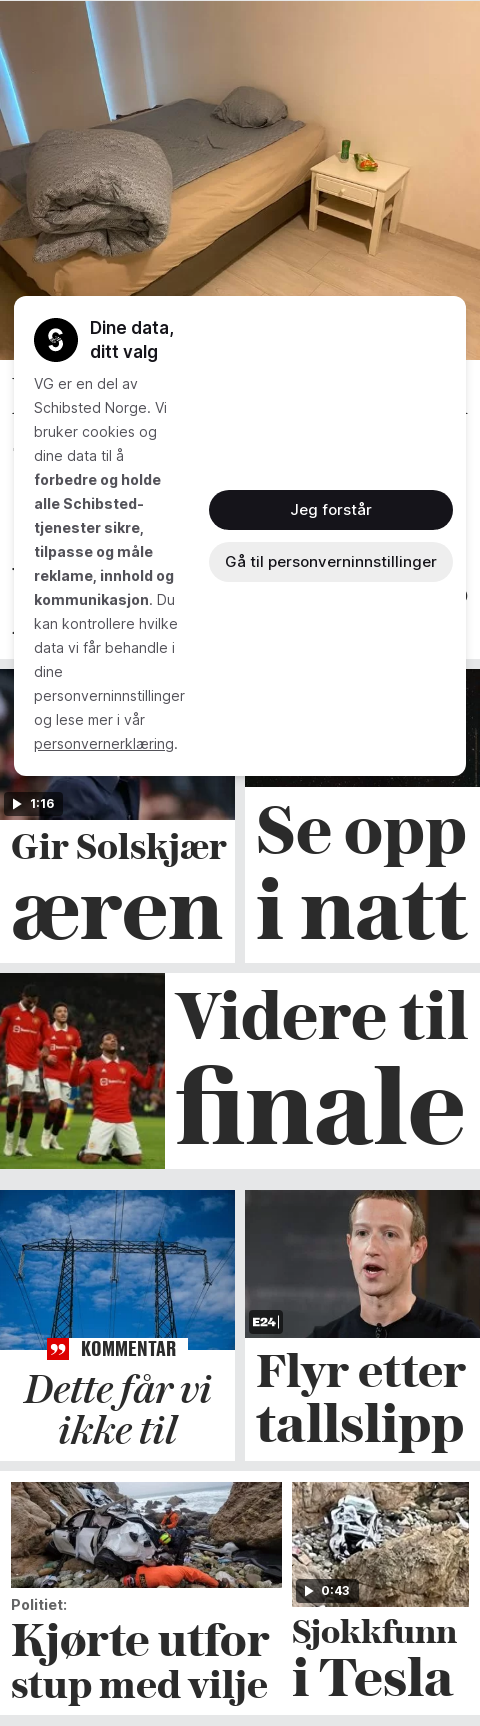 Dine data,
ditt valg
VG er en del av
Schibsted Norge. Vi
bruker cookies og
dine data til å
forbedre og holde
alle Schibsted-
tjenester sikre,
tilpasse og måle
reklame, innhold og
kommunikasjon. Du
kan kontrollere hvilke
data vi får behandle i
dine
personverninnstillinger
og lese mer i vår
personvernerklæring.
Jeg forstår
Gå til personverninnstillinger
1:16
Gir Solskjær
æren
Se opp
i natt
Videre til
finale
KOMMENTAR
Dette får vi
ikke til
E24
Flyr etter
tallslipp
Politiet:
Kjørte utfor
stup med vilje
0:43
Sjokkfunn
i Tesla